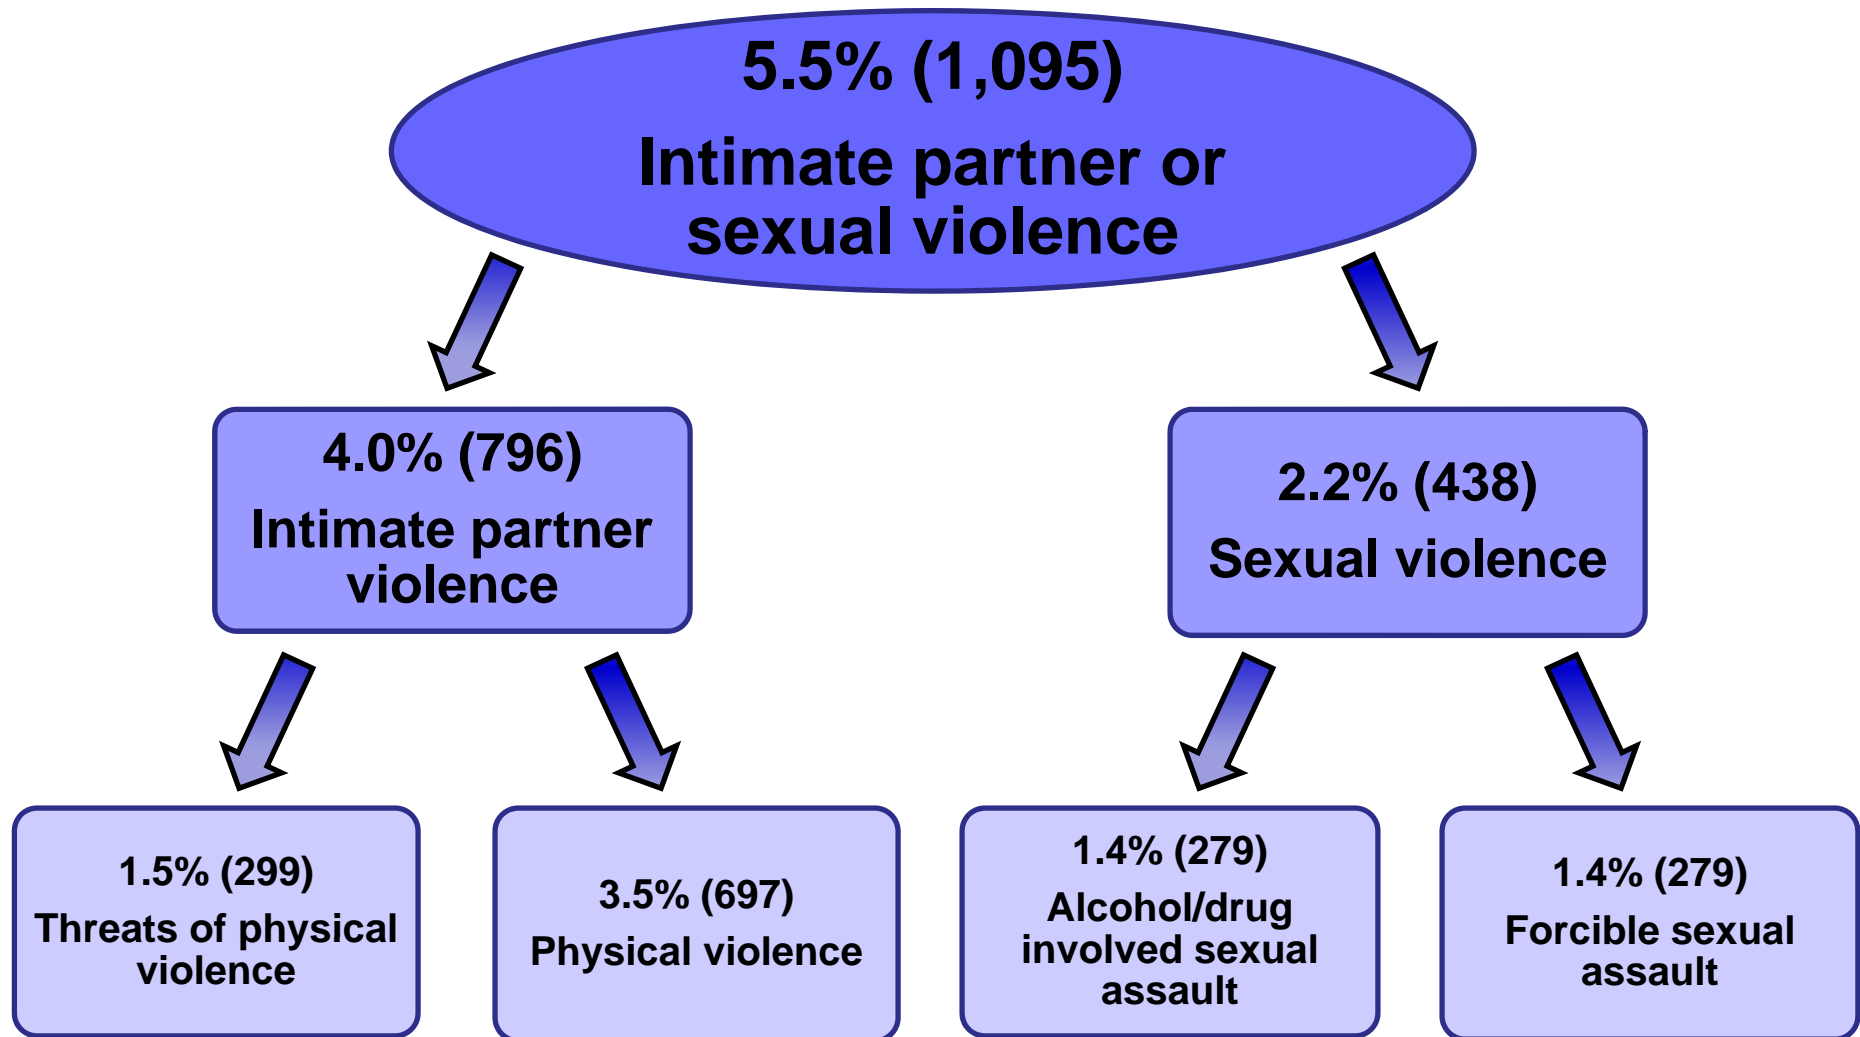 5.5% (1,095)
Intimate partner or
sexual violence
4.0% (796)
Intimate partner
violence
2.2% (438)
Sexual violence
1.5% (299)
Threats of physical
violence
3.5% (697)
Physical violence
1.4% (279)
Alcohol/drug
involved sexual
assault
1.4% (279)
Forcible sexual
assault